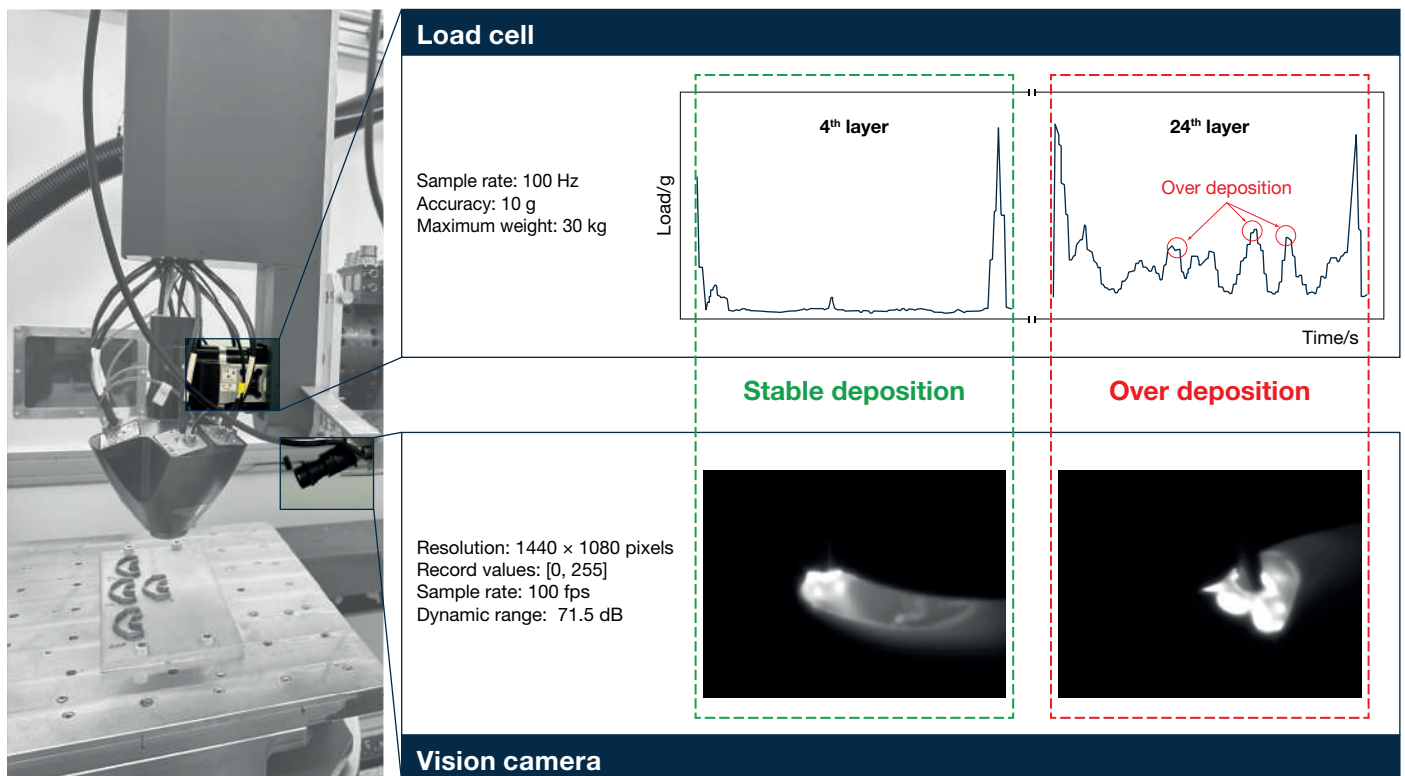 Load cell
4th layer
24th layer
Sample rate: 100 Hz
Accuracy: 10 g
Maximum weight: 30 kg
Load/g
Over deposition
Time/s
Stable deposition
Over deposition
Resolution: 1440 × 1080 pixels
Record values: [0, 255]
Sample rate: 100 fps
Dynamic range: 71.5 dB
Vision camera